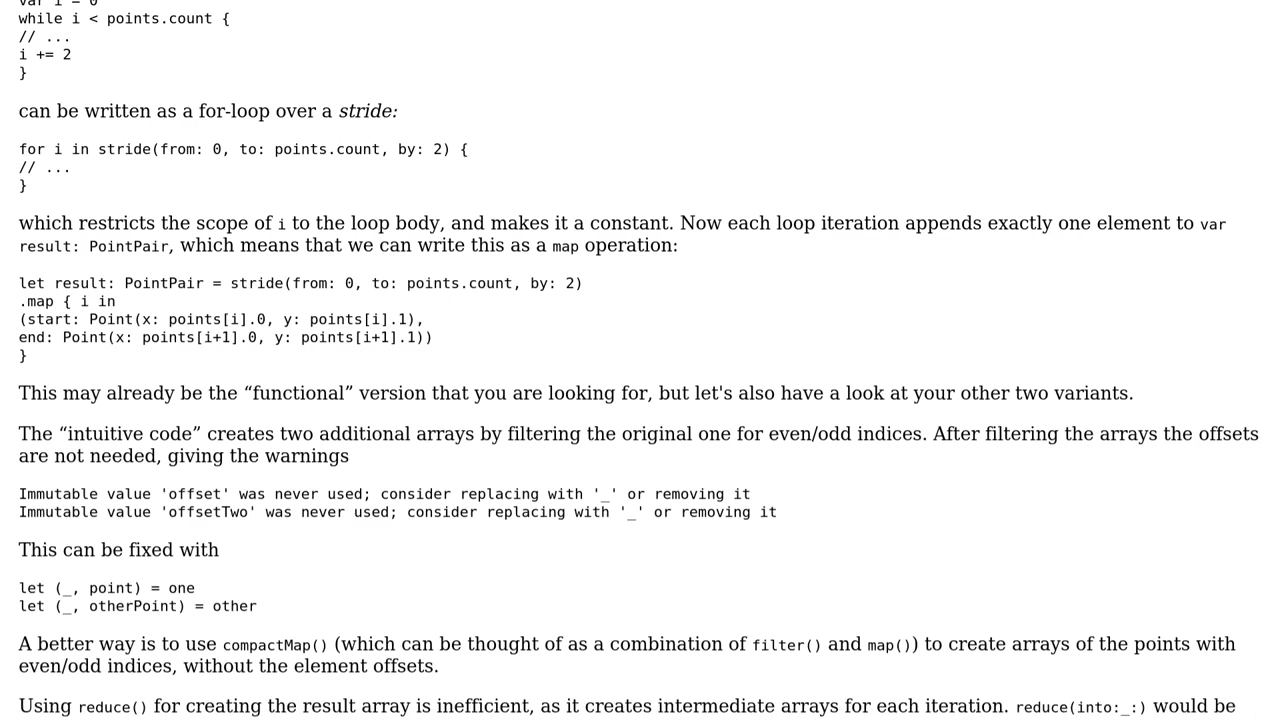 var i = 0
while i < points.count {
// ...
i += 2
}
can be written as a for-loop over a stride:
for i in stride(from: 0, to: points.count, by: 2) {
// ...
}
which restricts the scope of i to the loop body, and makes it a constant. Now each loop iteration appends exactly one element to var
result: PointPair, which means that we can write this as a map operation:
let result: PointPair = stride(from: 0, to: points.count, by: 2)
.map { i in
(start: Point(x: points[i].0, y: points[i].1),
end: Point(x: points[i+1].0, y: points[i+1].1))
}
This may already be the “functional” version that you are looking for, but let's also have a look at your other two variants.
The “intuitive code” creates two additional arrays by filtering the original one for even/odd indices. After filtering the arrays the offsets
are not needed, giving the warnings
Immutable value 'offset' was never used; consider replacing with '_' or removing it
Immutable value 'offsetTwo' was never used; consider replacing with '_' or removing it
This can be fixed with
let (_, point) = one
let (_, otherPoint) = other
A better way is to use compactMap() (which can be thought of as a combination of filter() and map()) to create arrays of the points with
even/odd indices, without the element offsets.
Using reduce() for creating the result array is inefficient, as it creates intermediate arrays for each iteration. reduce(into:_:) would be